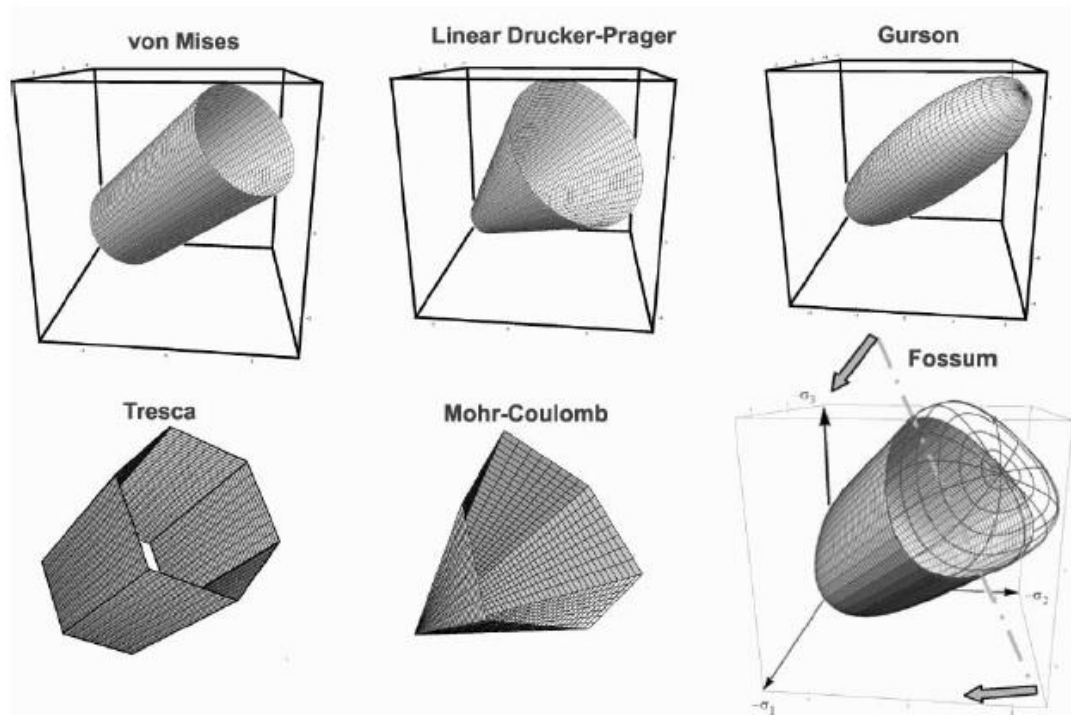 von Mises
Linear Drucker-Prager
Gurson
Tresca
Mohr-Coulomb
Fossum
-σ3
-σ2
-σ1